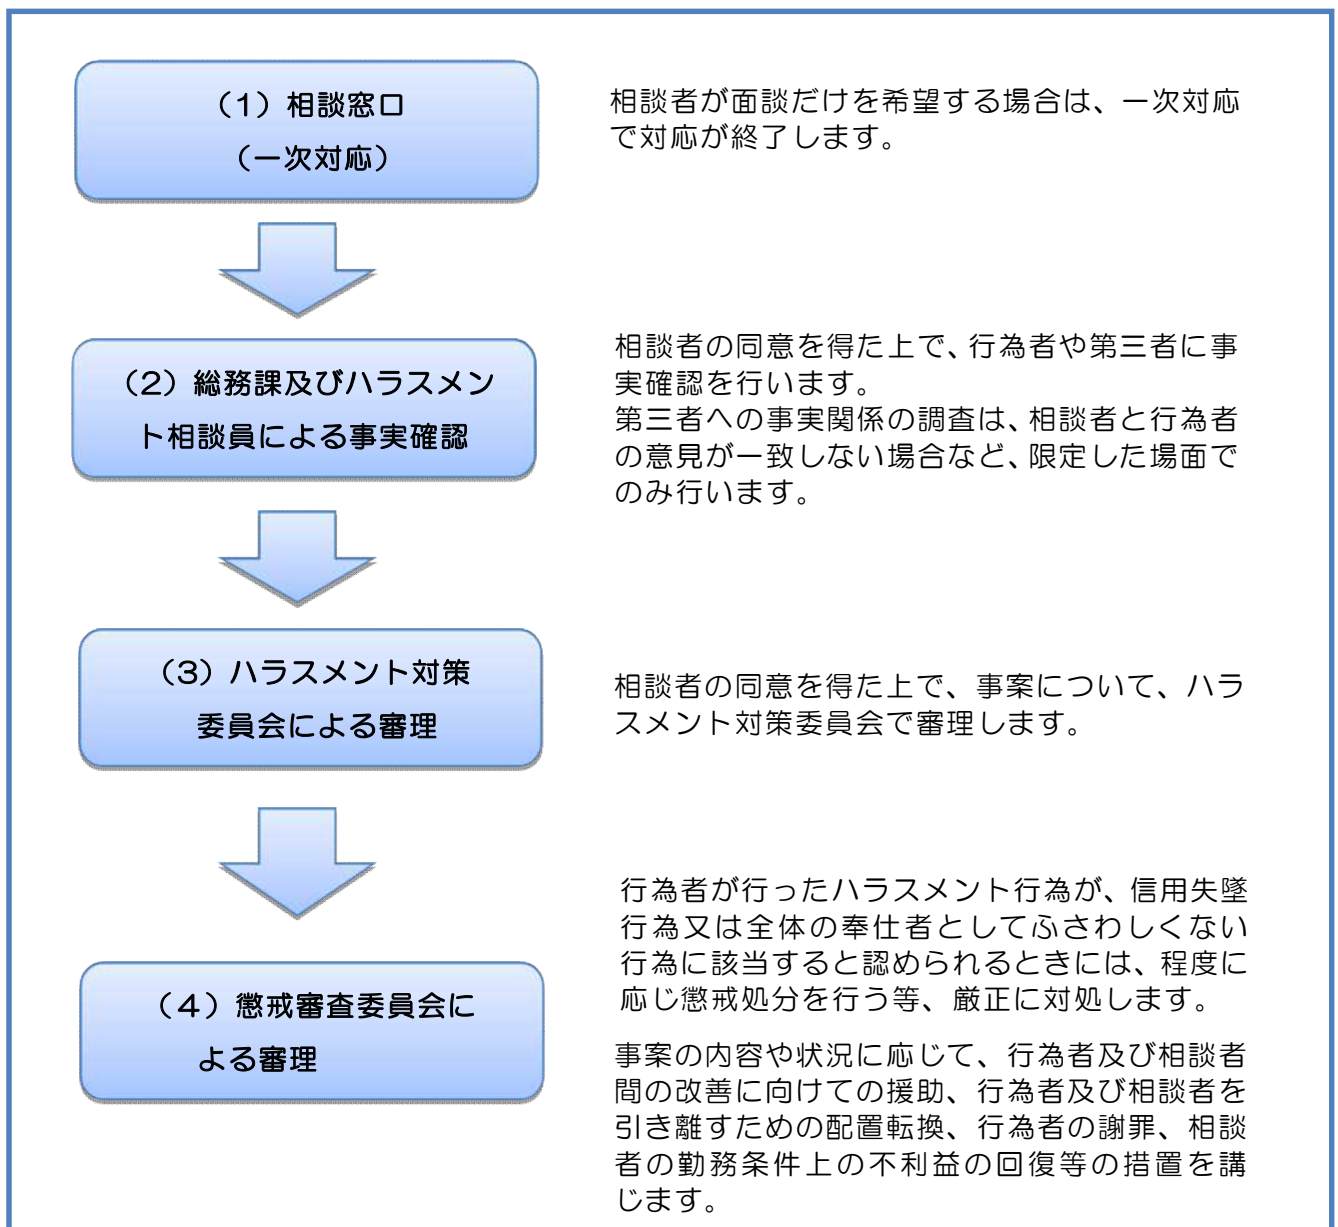 （１）相談窓口
（一次対応）
相談者が面談だけを希望する場合は、一次対応
で対応が終了します。
（２）総務課及びハラスメン
ト相談員による事実確認
相談者の同意を得た上で、行為者や第三者に事
実確認を行います。
第三者への事実関係の調査は、相談者と行為者
の意見が一致しない場合など、限定した場面で
のみ行います。
（３）ハラスメント対策
委員会による審理
相談者の同意を得た上で、事案について、ハラ
スメント対策委員会で審理します。
（４）懲戒審査委員会に
よる審理
行為者が行ったハラスメント行為が、信用失墜
行為又は全体の奉仕者としてふさわしくない
行為に該当すると認められるときには、程度に
応じ懲戒処分を行う等、厳正に対処します。
事案の内容や状況に応じて、行為者及び相談者
間の改善に向けての援助、行為者及び相談者を
引き離すための配置転換、行為者の謝罪、相談
者の勤務条件上の不利益の回復等の措置を講
じます。